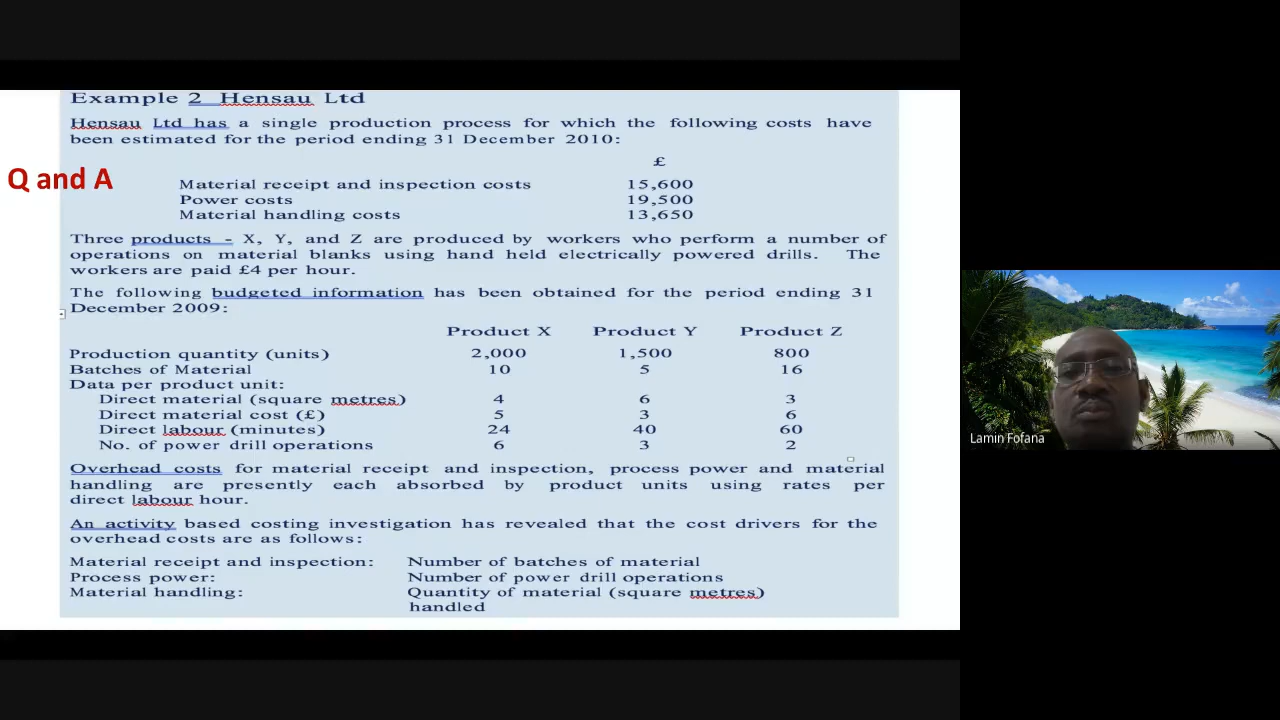 Example 2 Hensau Ltd
Hensau Ltd has a single production process for which the following costs have
been estimated for the period ending 31 December 2010:
£
Q and A
Material receipt and inspection costs 15,600
Power costs 19,500
Material handling costs 13,650
Three products - X, Y, and Z are produced by workers who perform a number of
operations on material blanks using hand held electrically powered drills. The
workers are paid £4 per hour.
The following budgeted information has been obtained for the period ending 31
December 2009:
Product X Product Y Product Z
Production quantity (units) 2,000 1,500 800
Batches of Material 10 5 16
Data per product unit:
Direct material (square metres) 4 6 3
Direct material cost (£) 5 3 6
Direct labour (minutes) 24 40 60
No. of power drill operations 6 3 2
Overhead costs for material receipt and inspection, process power and material
handling are presently each absorbed by product units using rates per
direct labour hour.
An activity based costing investigation has revealed that the cost drivers for the
overhead costs are as follows:
Material receipt and inspection: Number of batches of material
Process power: Number of power drill operations
Material handling: Quantity of material (square metres)
handled
Lamin Fofana